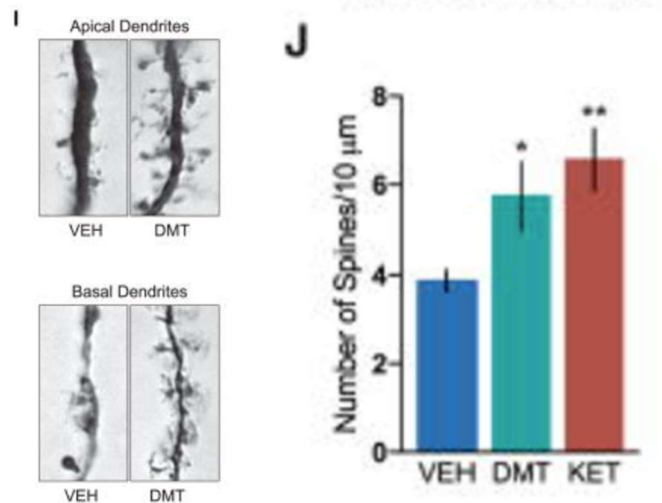 I
Apical Dendrites
VEH DMT
Basal Dendrites
VEH DMT
J
Number of Spines/10 μm
8
6
4
2
0
*
**
VEH DMT KET